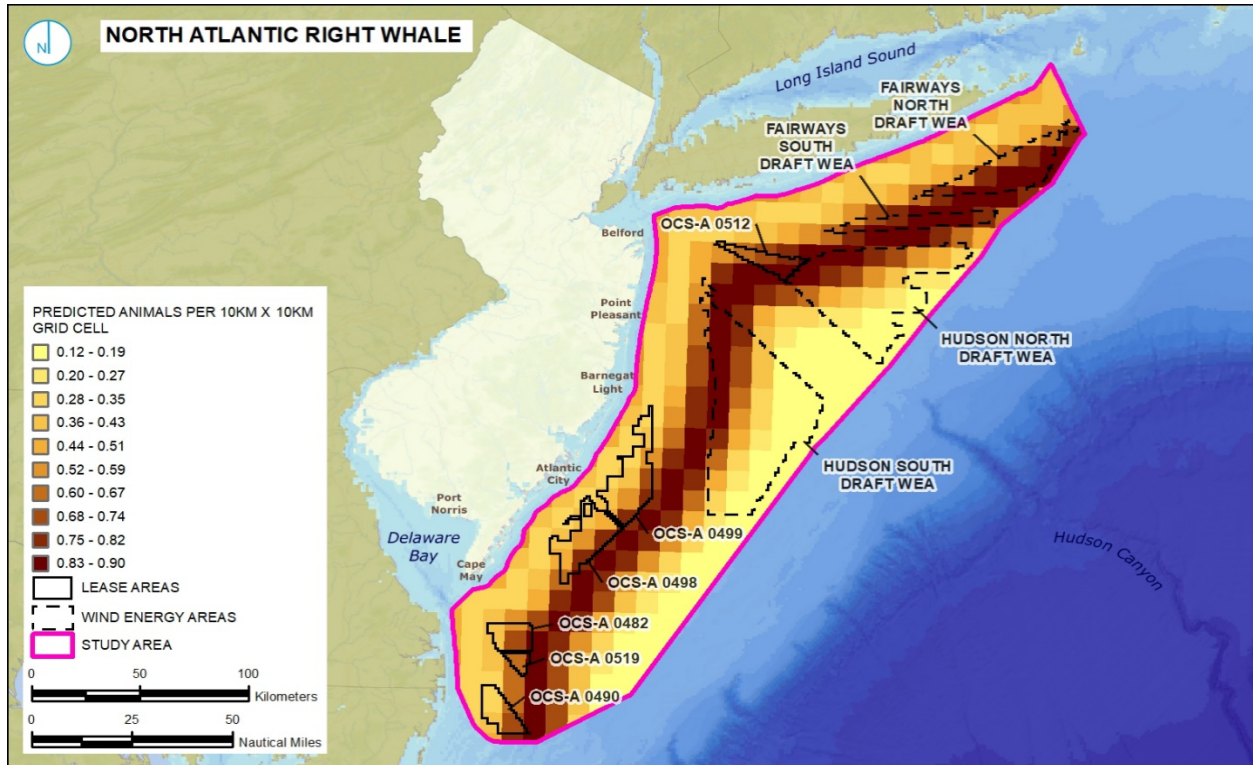 N
NORTH ATLANTIC RIGHT WHALE
Long Island Sound
FAIRWAYS
NORTH
DRAFT WEA
FAIRWAYS
SOUTH
DRAFT WEA
OCS-A 0512
Belford
Point
Pleasant
HUDSON NORTH
DRAFT WEA
Barnegat
Light
HUDSON SOUTH
DRAFT WEA
Atlantic
City
Port
Norris
Delaware
Bay
Cape
May
OCS-A 0499
OCS-A 0498
OCS-A 0482
OCS-A 0519
OCS-A 0490
Hudson Canyon
PREDICTED ANIMALS PER 10KM X 10KM
GRID CELL
0.12 - 0.19
0.20 - 0.27
0.28 - 0.35
0.36 - 0.43
0.44 - 0.51
0.52 - 0.59
0.60 - 0.67
0.68 - 0.74
0.75 - 0.82
0.83 - 0.90
LEASE AREAS
WIND ENERGY AREAS
STUDY AREA
0 50 100
Kilometers
0 25 50
Nautical Miles